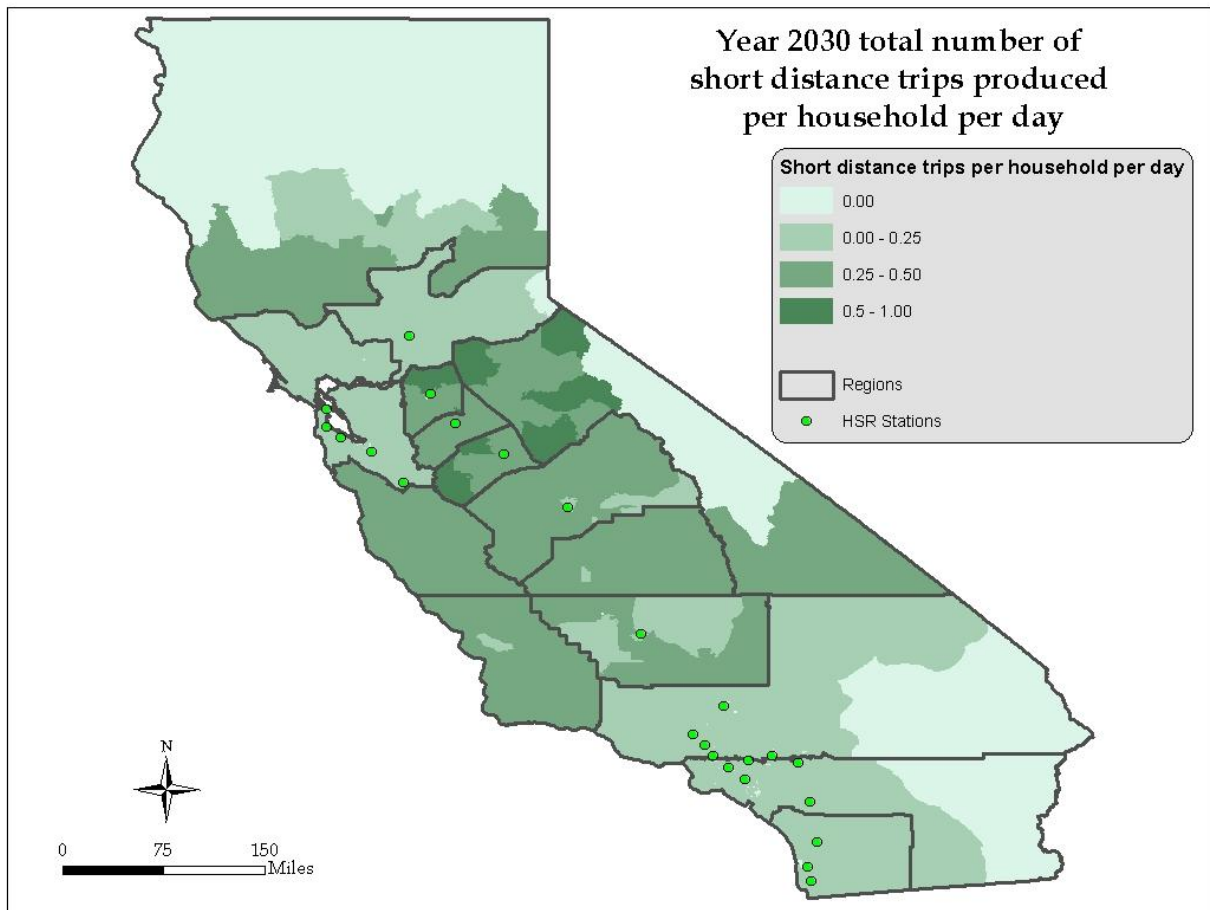 Year 2030 total number of
short distance trips produced
per household per day
Short distance trips per household per day
0.00
0.00 - 0.25
0.25 - 0.50
0.5 - 1.00
Regions
HSR Stations
N
0 75 150
Miles